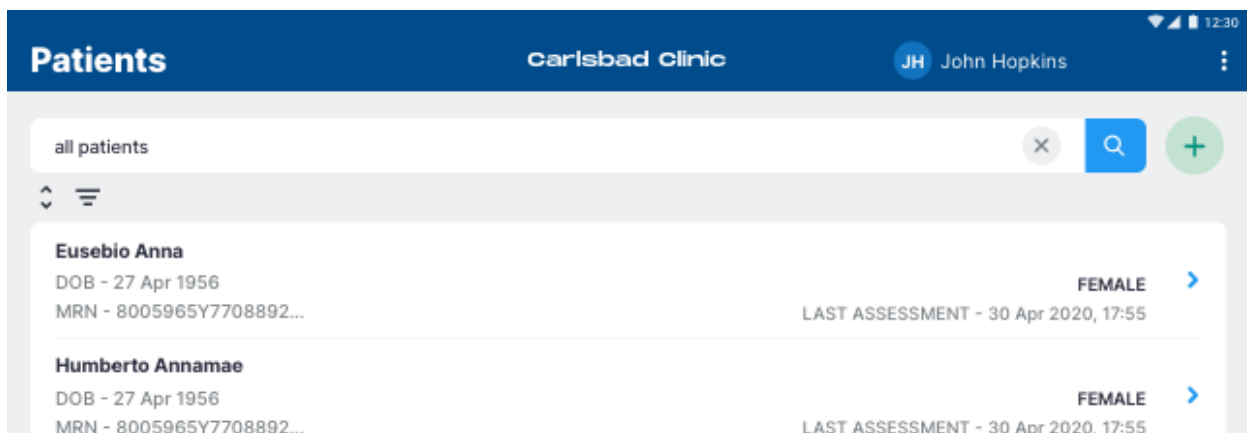 12:30
Patients
Carlsbad Clinic
JH John Hopkins
all patients
Eusebio Anna
DOB - 27 Apr 1956
FEMALE
MRN - 8005965Y7708892...
LAST ASSESSMENT - 30 Apr 2020, 17:55
Humberto Annamae
DOB - 27 Apr 1956
FEMALE
MRN - 8005965Y7708892...
LAST ASSESSMENT - 30 Apr 2020, 17:55